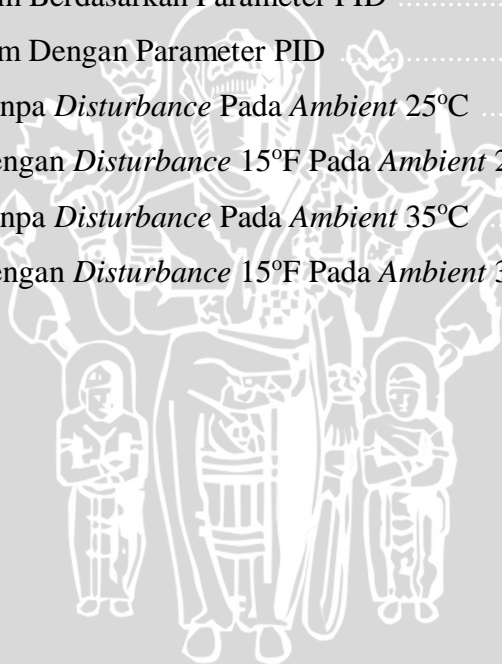 m Berdasarkan Parameter PID ..........
m Dengan Parameter PID ..........
npa Disturbance Pada Ambient 25°C ..
engan Disturbance 15°F Pada Ambient 2
npa Disturbance Pada Ambient 35°C ..
engan Disturbance 15°F Pada Ambient 3